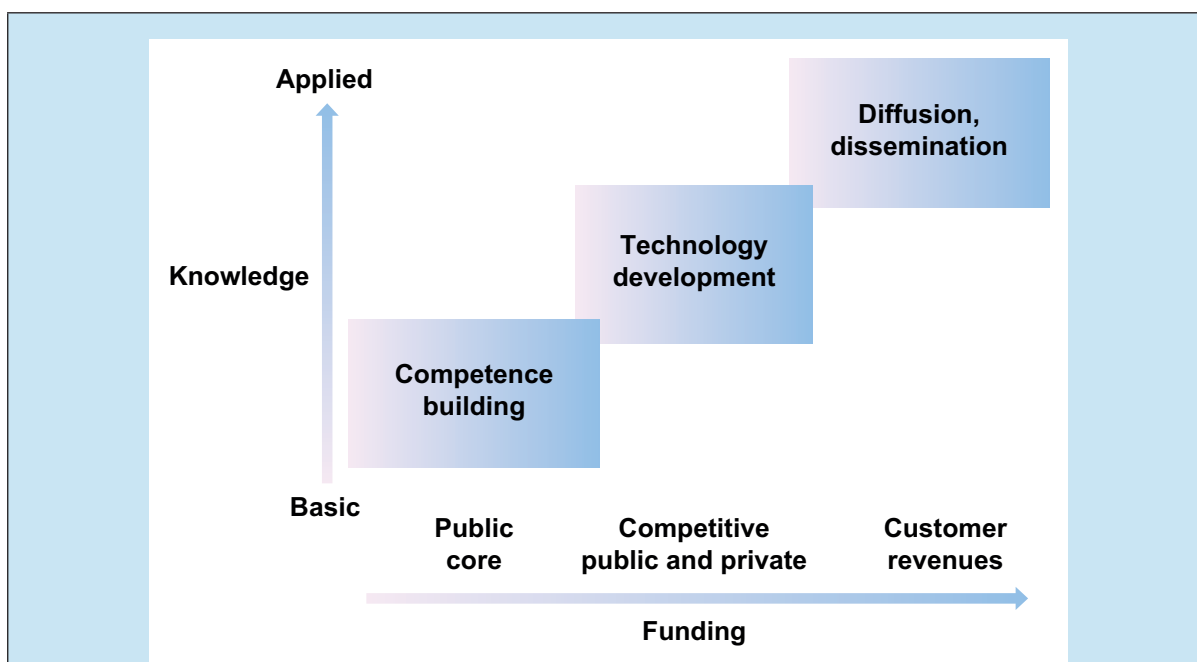 Applied
Diffusion,
dissemination
Technology
development
Knowledge
Competence
building
Basic
Public
core
Competitive
public and private
Customer
revenues
Funding